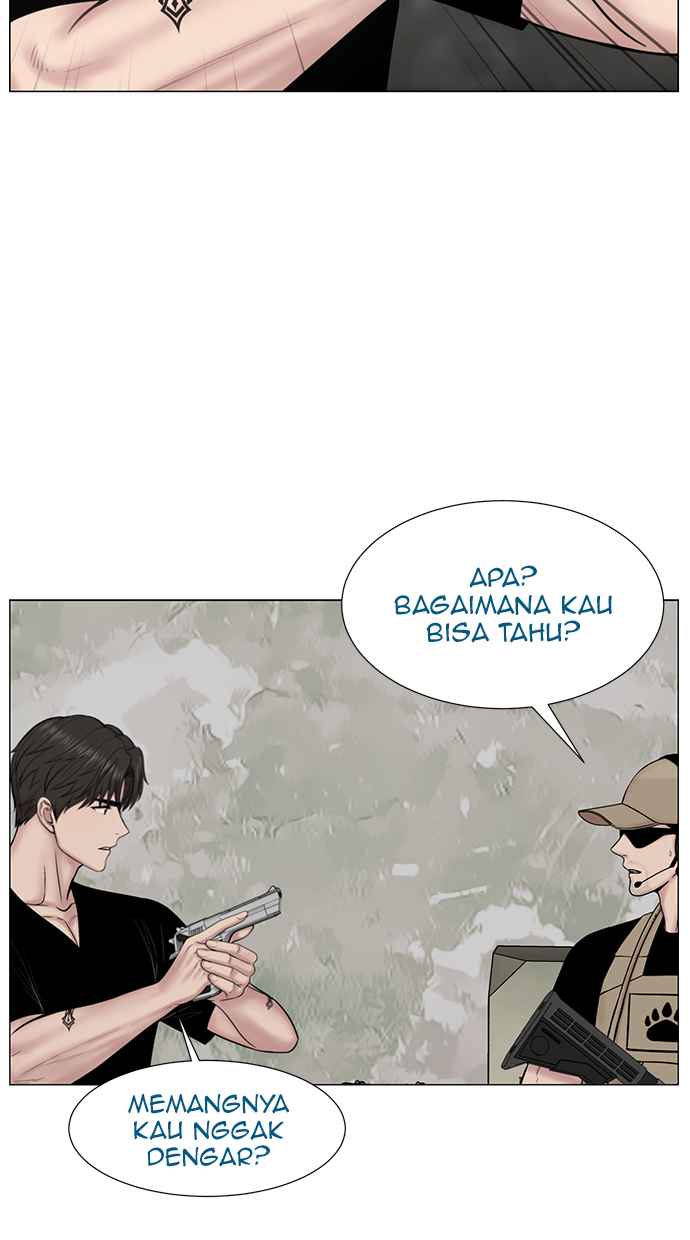 APA?
BAGAIMANA KAU
BISA TAHU?
MEMANGNYA
KAU NGGAK
DENGAR?